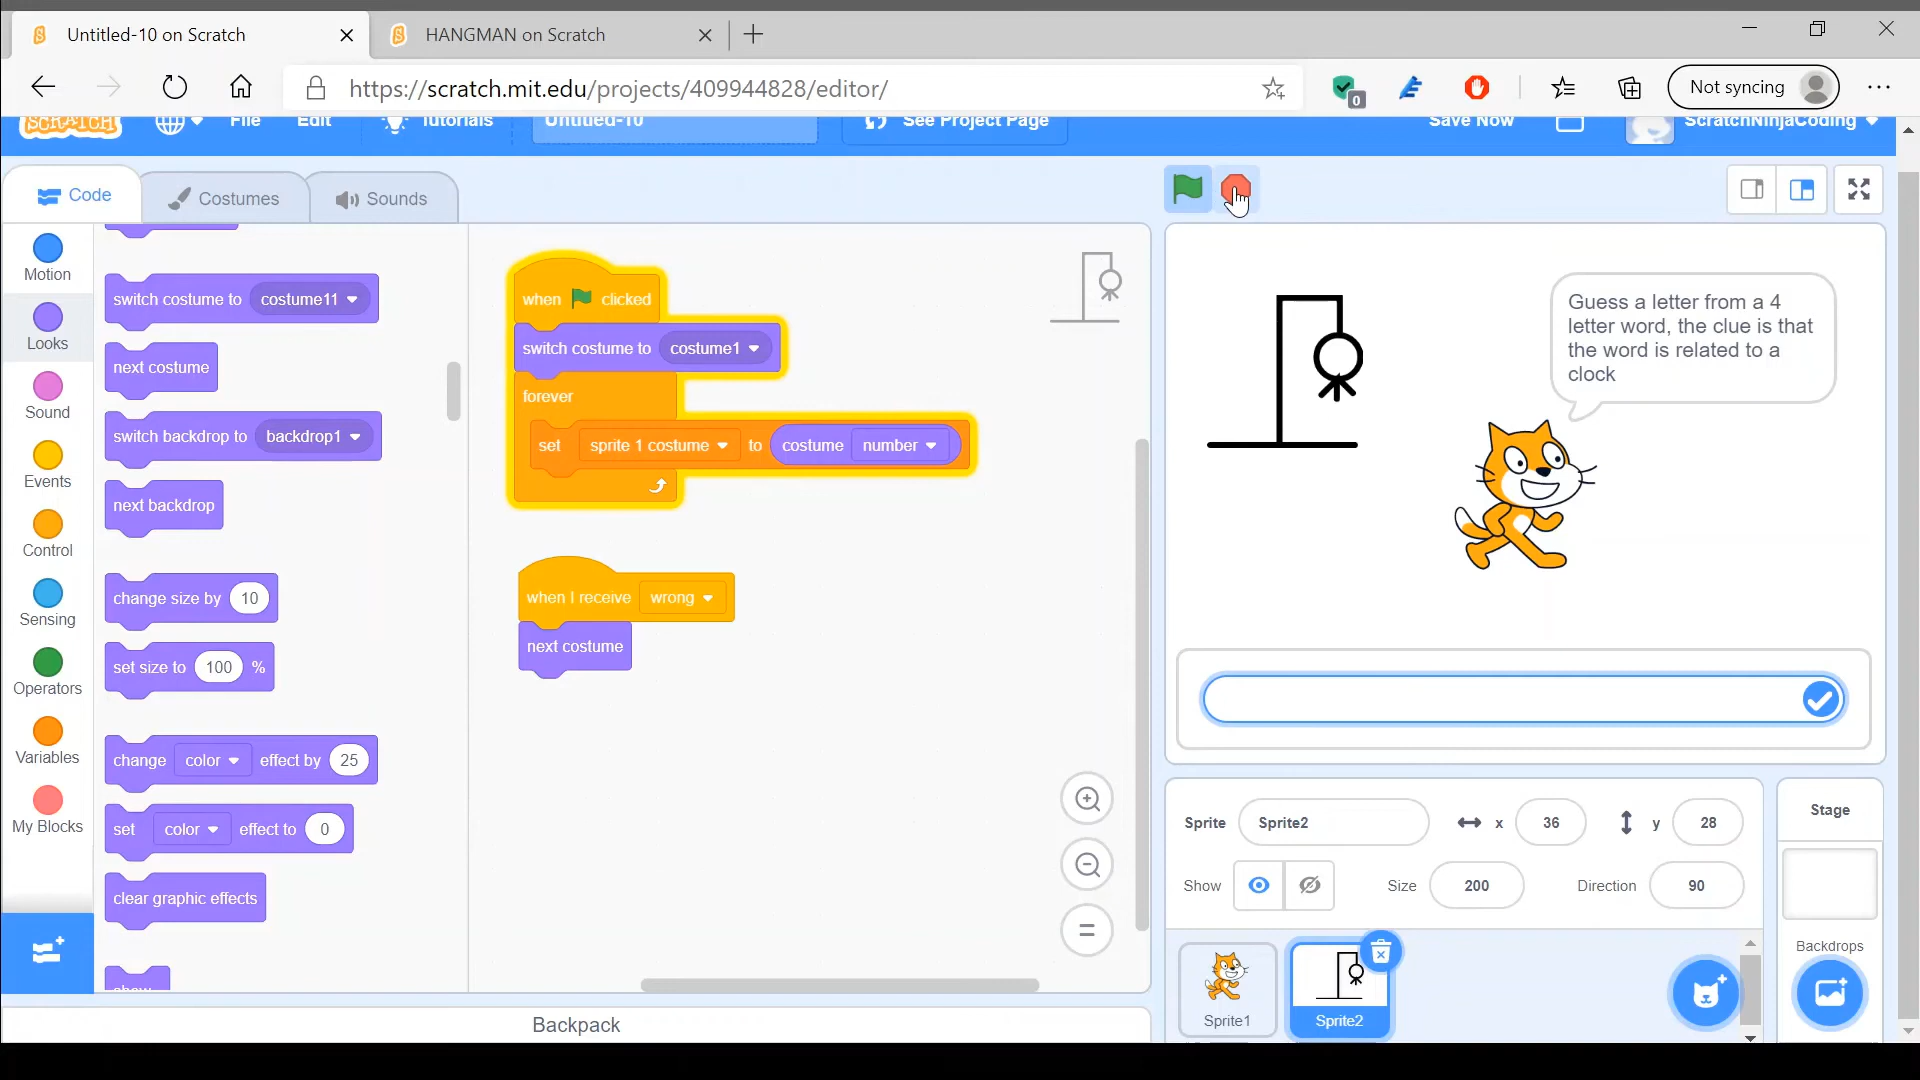 Untitled-10 on Scratch
HANGMAN on Scratch
https://scratch.mit.edu/projects/409944828/editor/
0
Not syncing
SCRATCH
File
Edit
Tutorials
Untitled-10
See Project Page
Save Now
ScratchNinjaCoding
Code
Costumes
Sounds
Motion
Looks
Sound
Events
Control
Sensing
Operators
Variables
My Blocks
switch costume to costume11
next costume
switch backdrop to backdrop1
next backdrop
change size by 10
set size to 100 %
change color effect by 25
set color effect to 0
clear graphic effects
show
when clicked
switch costume to costume1
forever
set sprite 1 costume to costume number
when I receive wrong
next costume
Guess a letter from a 4
letter word, the clue is that
the word is related to a
clock
Sprite Sprite2 x 36 y 28
Show Size 200 Direction 90
Sprite1
Sprite2
Stage
Backdrops
Backpack